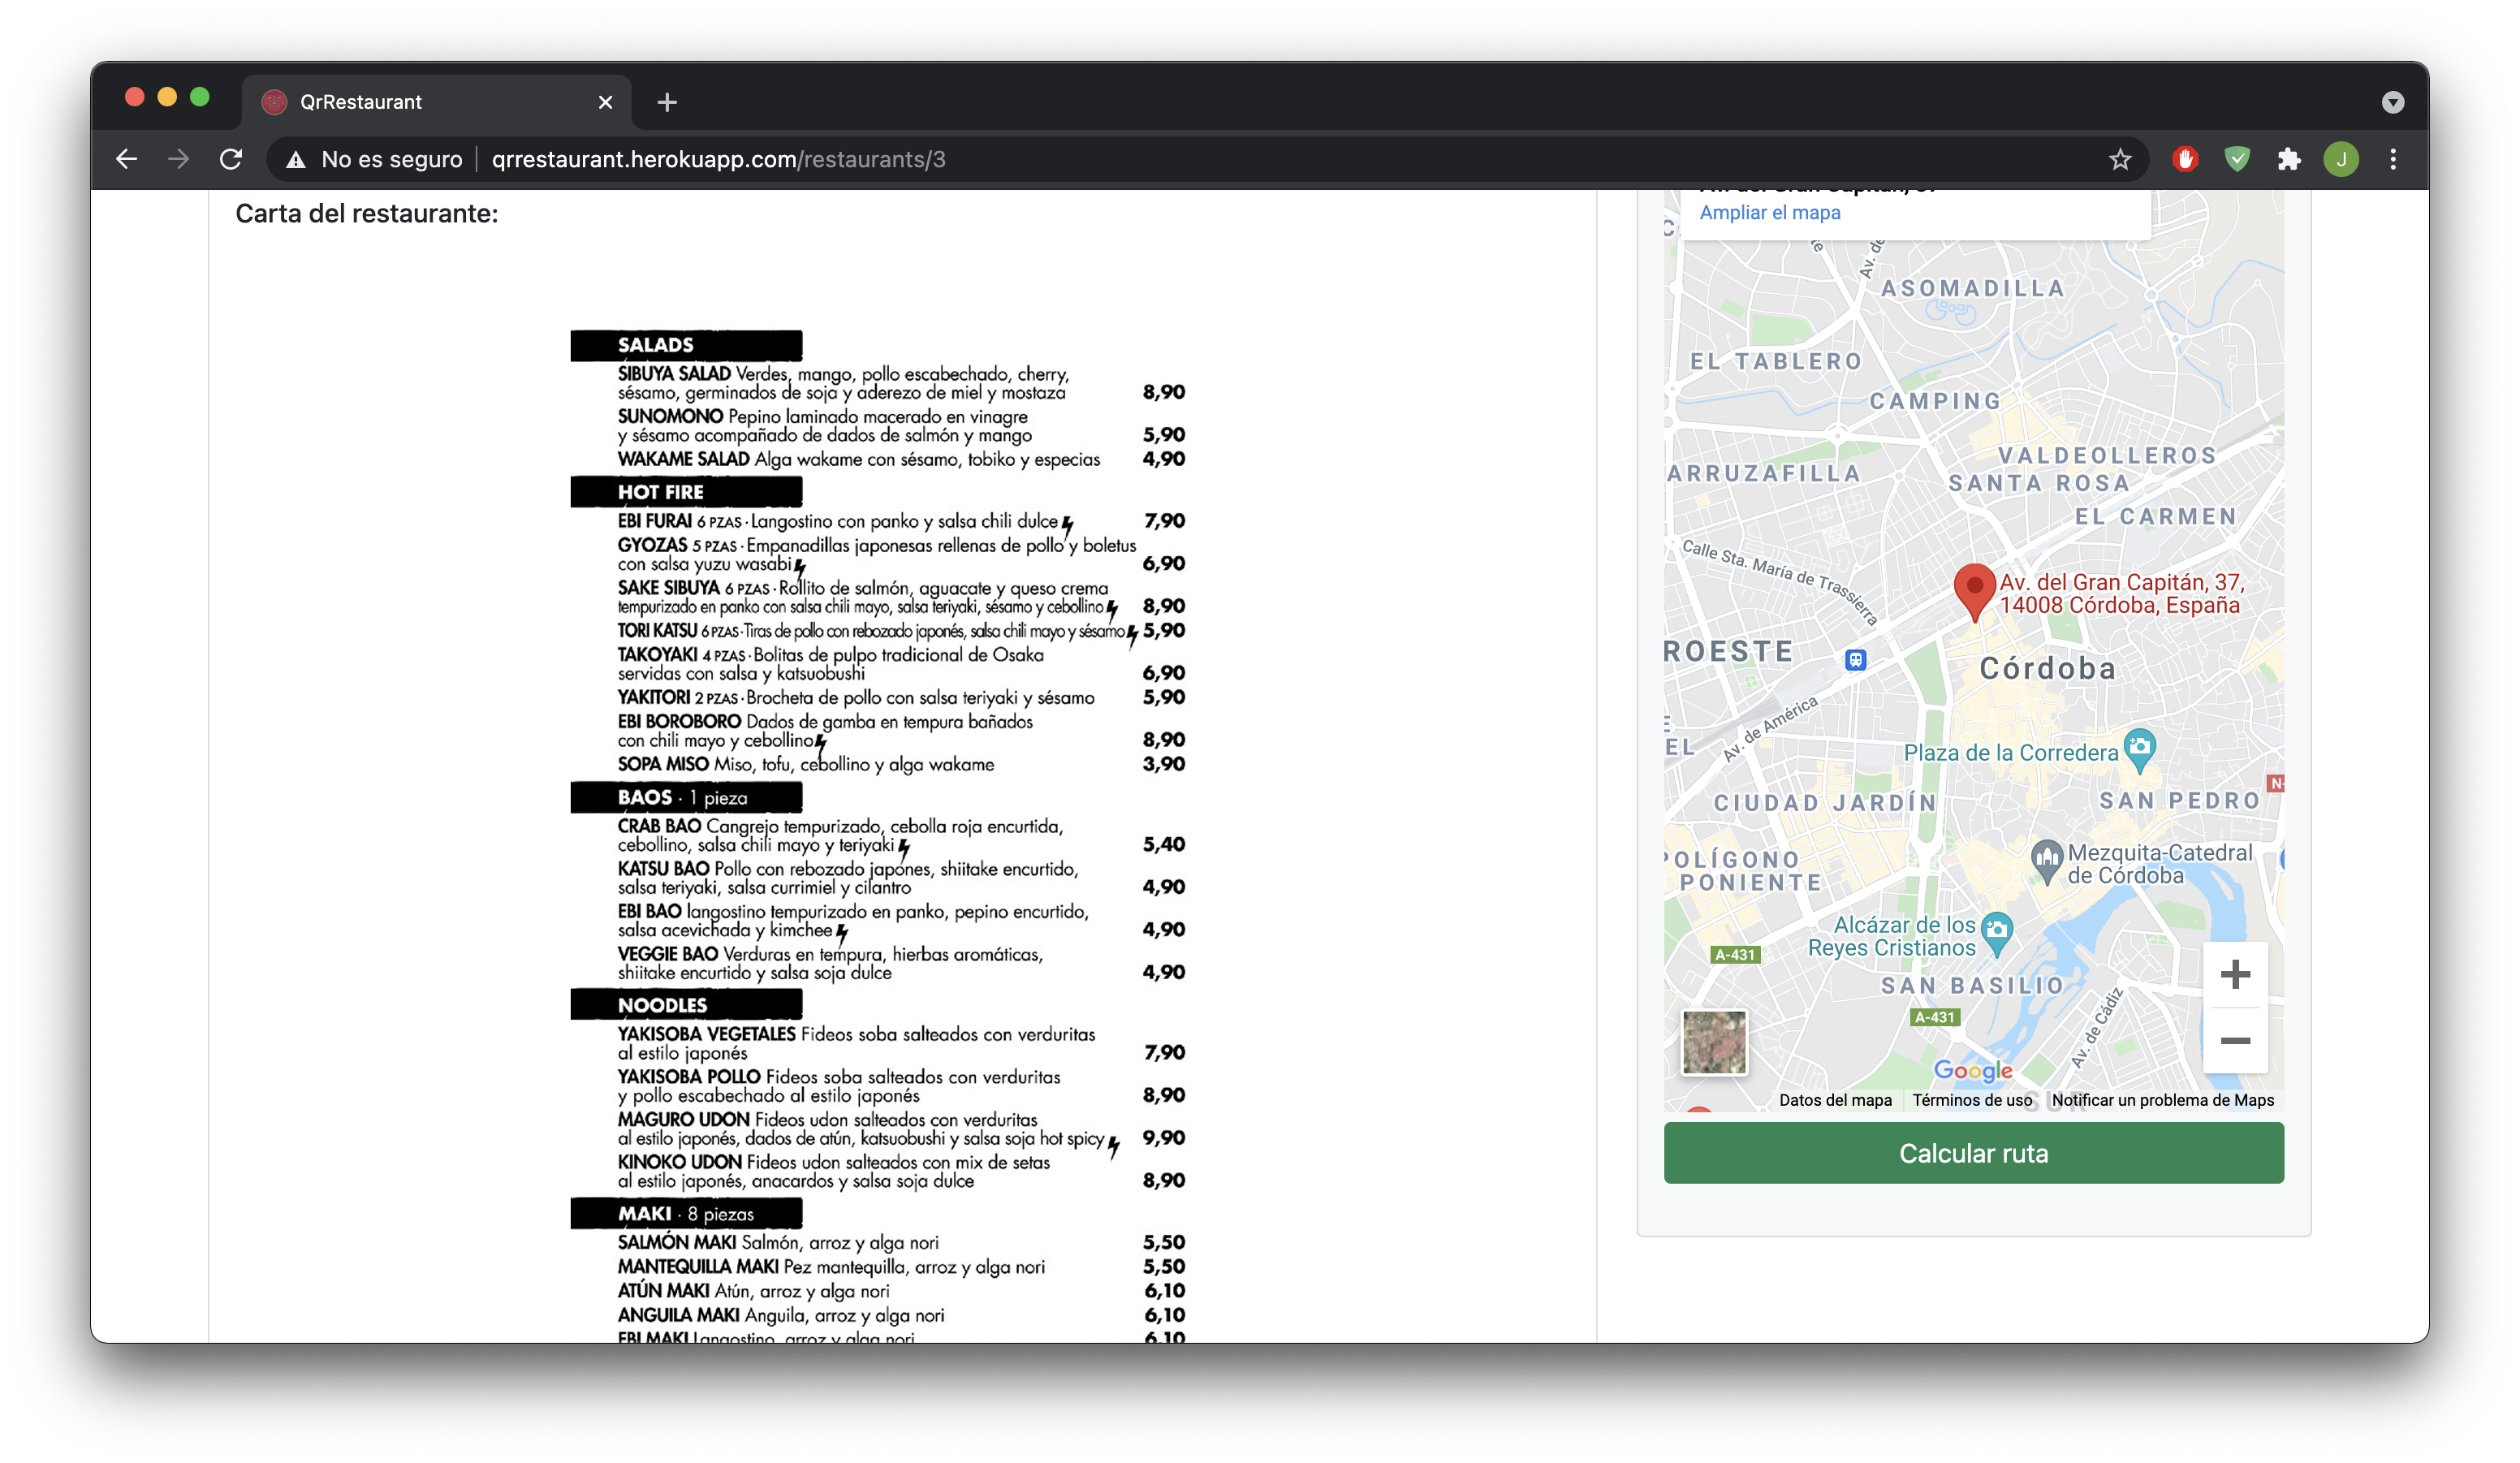 QrRestaurant
No es seguro
qrrestaurant.herokuapp.com/restaurants/3
J
Carta del restaurante:
SALADS
SIBUYA SALAD Verdes, mango, pollo escabechado, cherry,
sésamo, germinados de soja y aderezo de miel y mostaza 8,90
SUNOMONO Pepino laminado macerado en vinagre
y sésamo acompañado de dados de salmón y mango 5,90
WAKAME SALAD Alga wakame con sésamo, tobiko y especias 4,90
HOT FIRE
EBI FURAI 6 PZAS · Langostino con panko y salsa chili dulce 7,90
GYOZAS 5 PZAS · Empanadillas japonesas rellenas de pollo y boletus
con salsa yuzu wasabi 6,90
SAKE SIBUYA 6 PZAS · Rollito de salmón, aguacate y queso crema
tempurizado en panko con salsa chili mayo, salsa teriyaki, sésamo y cebollino 8,90
TORI KATSU 6 PZAS · Tiras de pollo con rebozado japonés, salsa chili mayo y sésamo 5,90
TAKOYAKI 4 PZAS · Bolitas de pulpo tradicional de Osaka
servidas con salsa y katsuobushi 6,90
YAKITORI 2 PZAS · Brocheta de pollo con salsa teriyaki y sésamo 5,90
EBI BOROBORO Dados de gamba en tempura bañados
con chili mayo y cebollino 8,90
SOPA MISO Miso, tofu, cebollino y alga wakame 3,90
BAOS · 1 pieza
CRAB BAO Cangrejo tempurizado, cebolla roja encurtida,
cebollino, salsa chili mayo y teriyaki 5,40
KATSU BAO Pollo con rebozado japones, shiitake encurtido,
salsa teriyaki, salsa currimiel y cilantro 4,90
EBI BAO langostino tempurizado en panko, pepino encurtido,
salsa acevichada y kimchee 4,90
VEGGIE BAO Verduras en tempura, hierbas aromáticas,
shiitake encurtido y salsa soja dulce 4,90
NOODLES
YAKISOBA VEGETALES Fideos soba salteados con verduritas
al estilo japonés 7,90
YAKISOBA POLLO Fideos soba salteados con verduritas
y pollo escabechado al estilo japonés 8,90
MAGURO UDON Fideos udon salteados con verduritas
al estilo japonés, dados de atún, katsuobushi y salsa soja hot spicy 9,90
KINOKO UDON Fideos udon salteados con mix de setas
al estilo japonés, anacardos y salsa soja dulce 8,90
MAKI · 8 piezas
SALMÓN MAKI Salmón, arroz y alga nori 5,50
MANTEQUILLA MAKI Pez mantequilla, arroz y alga nori 5,50
ATÚN MAKI Atún, arroz y alga nori 6,10
ANGUILA MAKI Anguila, arroz y alga nori 6,10
EBI MAKI Langostino, arroz y alga nori 6,10
Av. del Gran Capitán, 37
Ampliar el mapa
Av. de
ASOMADILLA
EL TABLERO
CAMPING
VALDEOLLEROS
ARRUZAFILLA
SANTA ROSA
EL CARMEN
Calle Sta. María de Trassierra
Av. del Gran Capitán, 37,
14008 Córdoba, España
ROESTE
Córdoba
Av. de América
EL
Plaza de la Corredera
N-
CIUDAD JARDÍN
SAN PEDRO
POLÍGONO
PONIENTE
Mezquita-Catedral
de Córdoba
Alcázar de los
Reyes Cristianos
A-431
SAN BASILIO
A-431
Av. de Cádiz
Google
SUR
Datos del mapa
Términos de uso
Notificar un problema de Maps
Calcular ruta